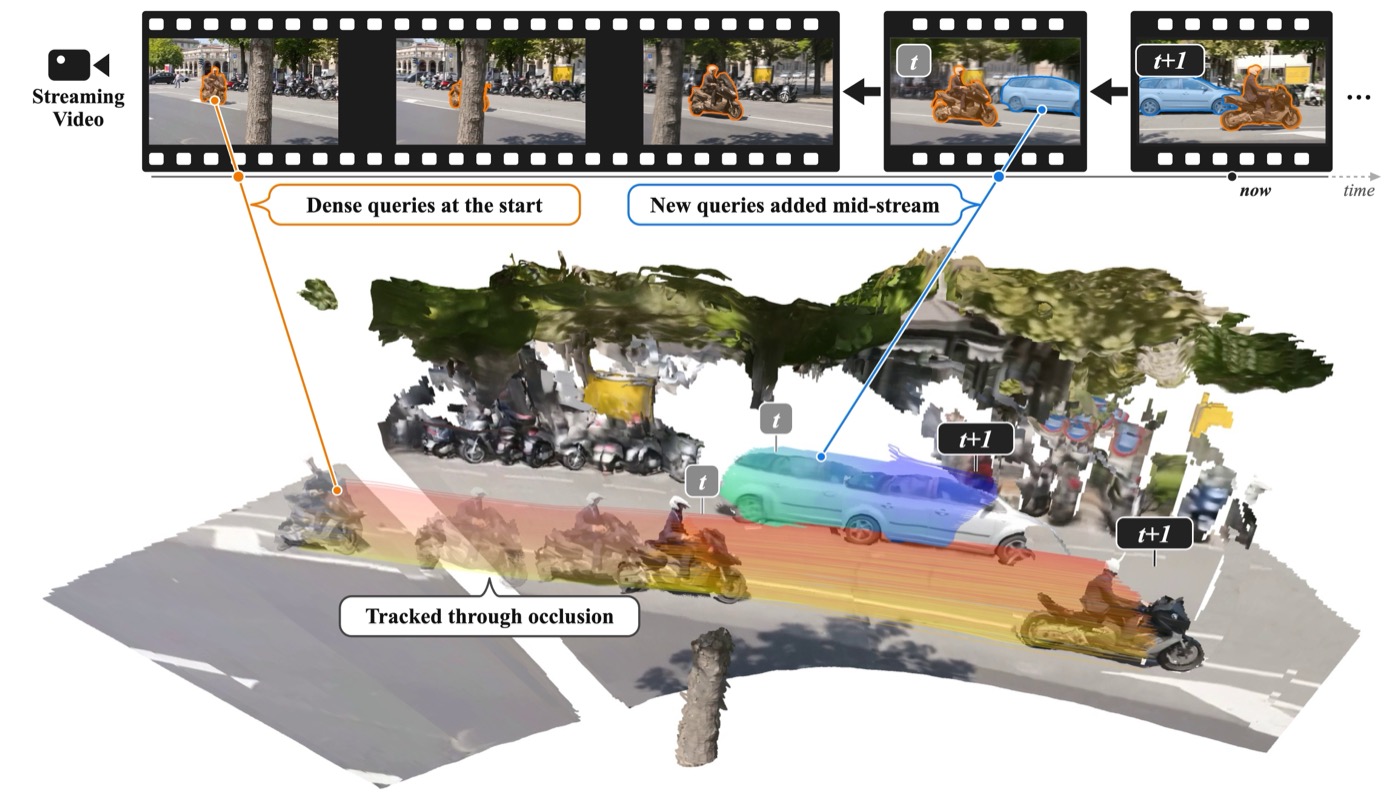 Streaming
Video
t
t+1
...
now
time
Dense queries at the start
New queries added mid-stream
t
t+1
t
t+1
Tracked through occlusion